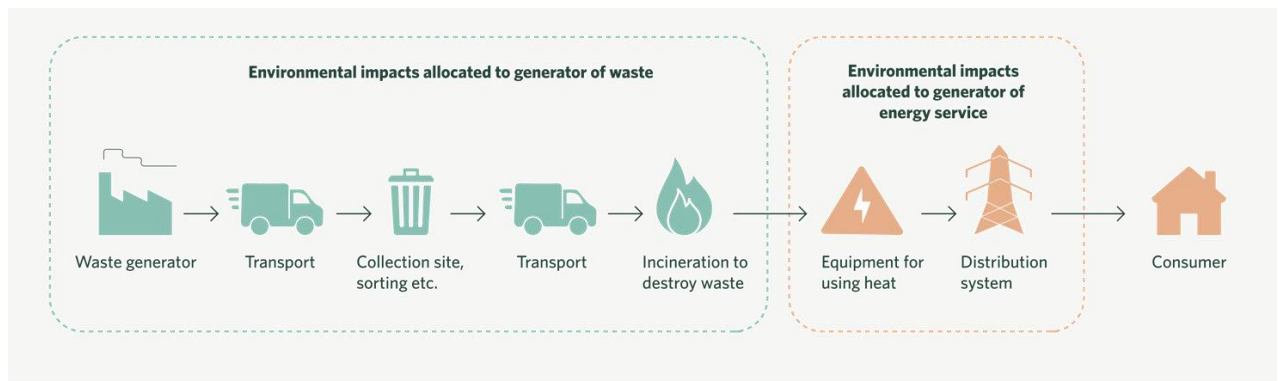 Environmental impacts allocated to generator of waste
Environmental impacts
allocated to generator of
energy service
Waste generator
Transport
Collection site,
sorting etc.
Transport
Incineration to
destroy waste
Equipment for
using heat
Distribution
system
Consumer